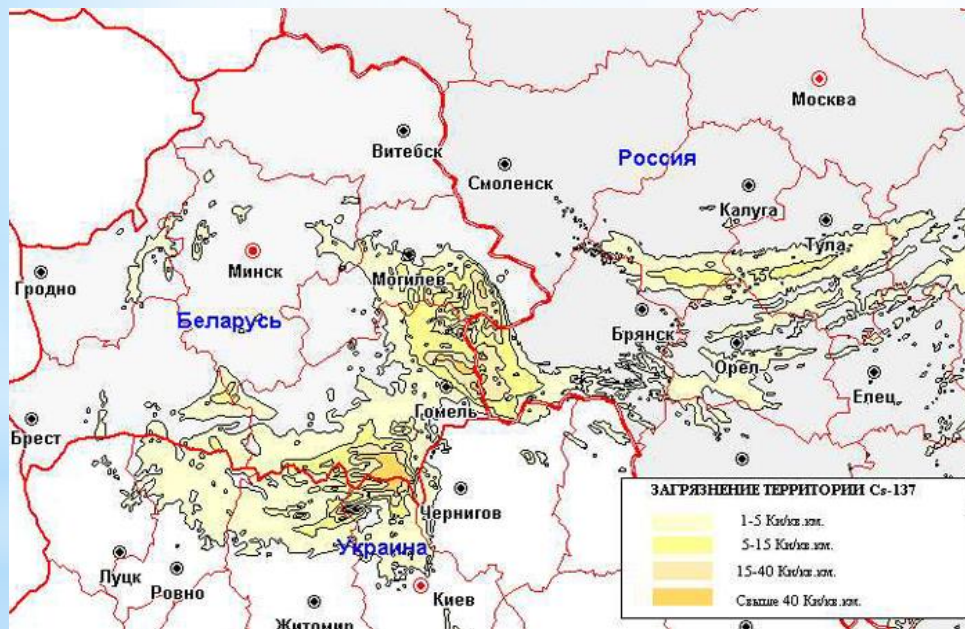 Москва
Витебск
Россия
Смоленск
Калуга
Тула
Минск
Могилев
Гродно
Беларусь
Брянск
Орел
Елец
Гомель
Брест
ЗАГРЯЗНЕНИЕ ТЕРРИТОРИИ Cs-137
1-5 Ки/кв.км.
5-15 Ки/кв.км.
15-40 Ки/кв.км.
Свыше 40 Ки/кв.км.
Чернигов
Украина
Луцк
Ровно
Киев
Житомир